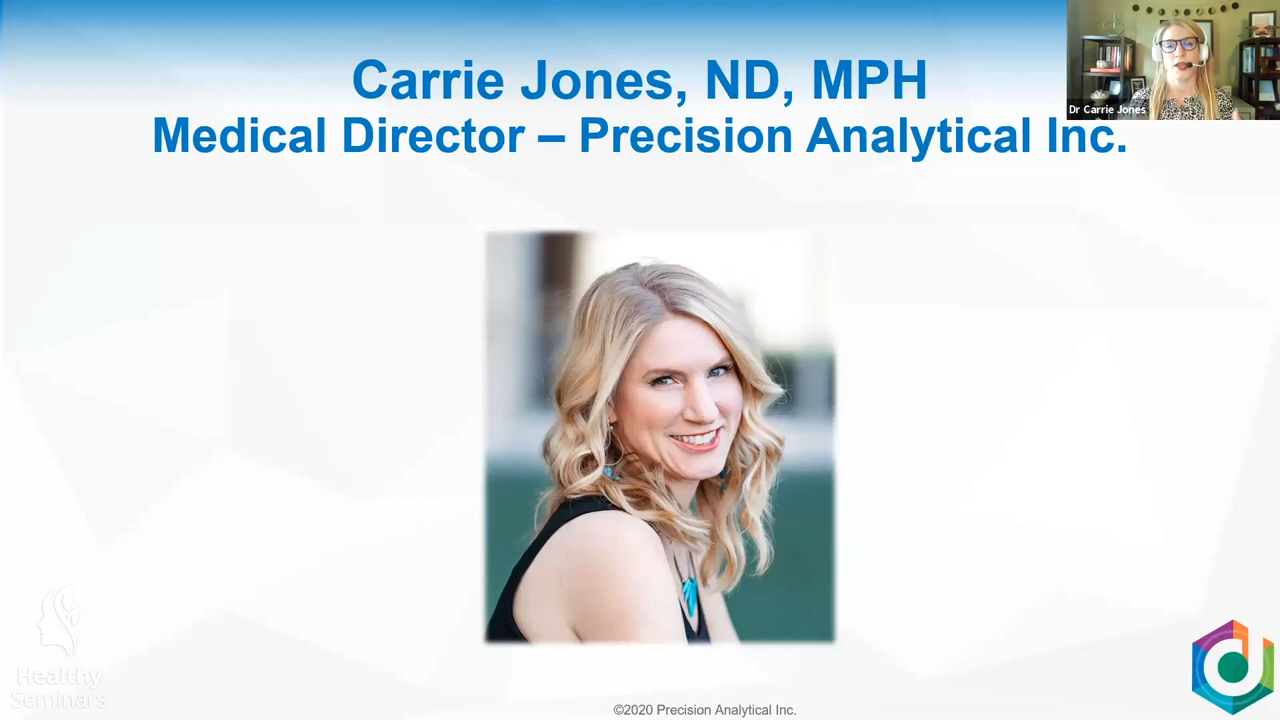 Carrie Jones, ND, MPH
Medical Director – Precision Analytical Inc.
Dr Carrie Jones
Healthy
Seminars
©2020 Precision Analytical Inc.